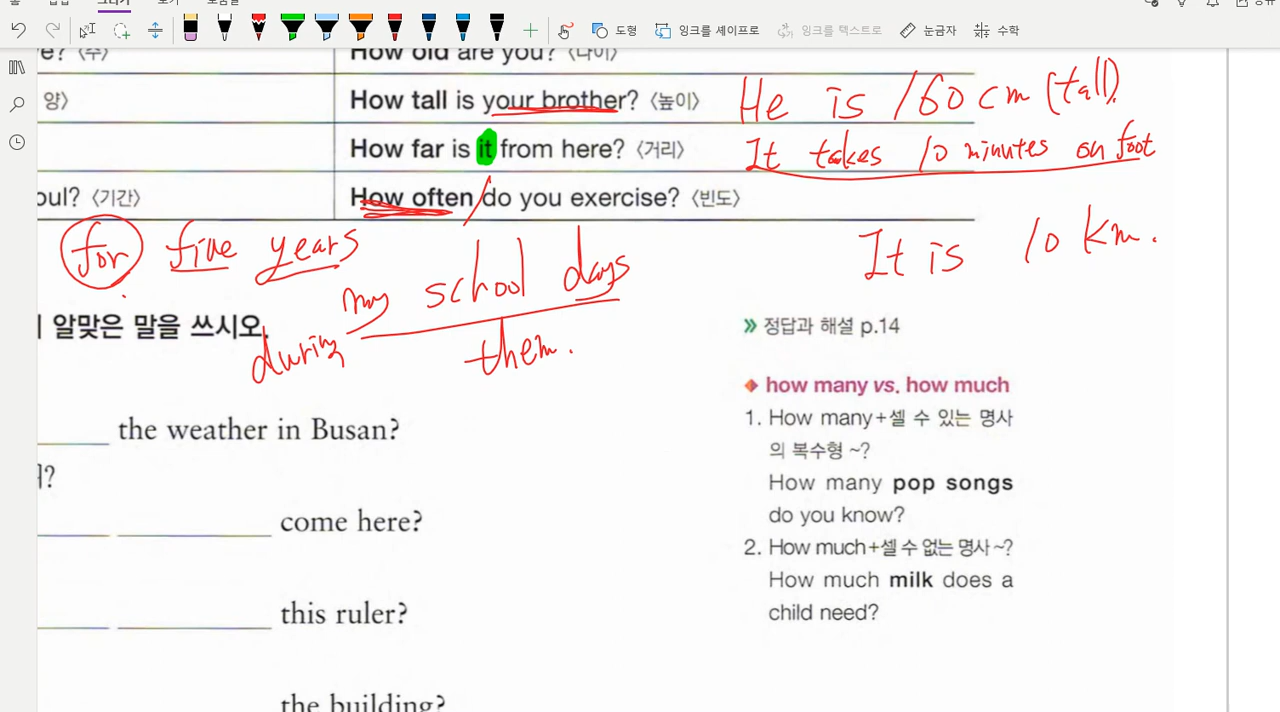 도형
잉크를 셰이프로
잉크를 텍스트로
눈금자
수학
e? 〈수〉
How old are you? 〈나이〉
양〉
How tall is your brother? 〈높이〉
He is 160 cm (tall).
How far is it from here? 〈거리〉
It takes 10 minutes on foot
oul? 〈기간〉
How often do you exercise? 〈빈도〉
for five years
It is 10 km.
my school days
during
them.
알맞은 말을 쓰시오.
» 정답과 해설 p.14
the weather in Busan?
come here?
this ruler?
the building?
how many vs. how much
1. How many+셀 수 있는 명사
의 복수형 ~?
How many pop songs
do you know?
2. How much+셀 수 없는 명사 ~?
How much milk does a
child need?